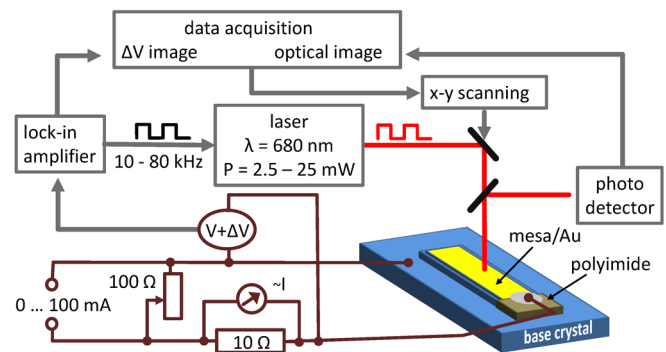 data acquisition
ΔV image
optical image
x-y scanning
lock-in
amplifier
10 - 80 kHz
laser
λ = 680 nm
P = 2.5 – 25 mW
photo
detector
V+ΔV
mesa/Au
polyimide
100 Ω
~I
0 ... 100 mA
10 Ω
base crystal